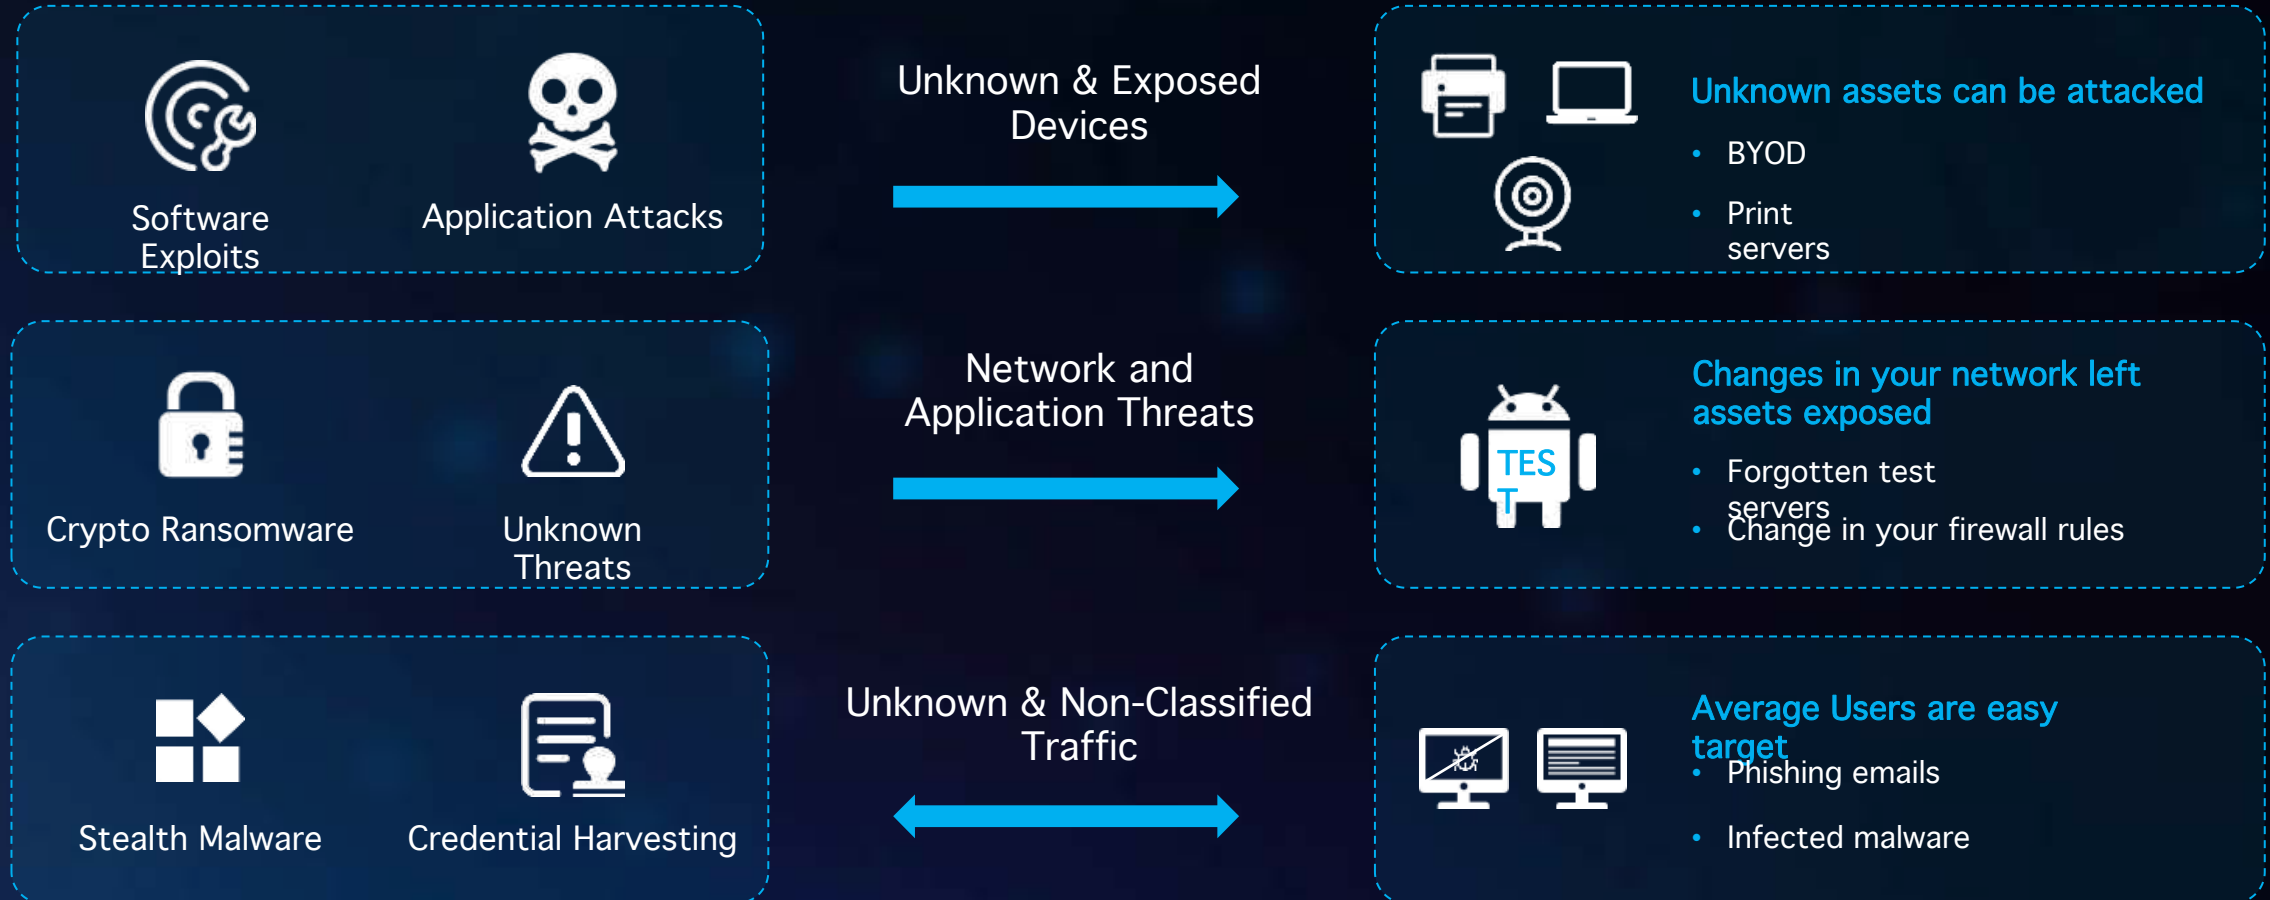 Software
Exploits
Application Attacks
Unknown & Exposed
Devices
Unknown assets can be attacked
• BYOD
• Print
servers
Crypto Ransomware
Unknown
Threats
Network and
Application Threats
TES
T
Changes in your network left
assets exposed
• Forgotten test
servers
• Change in your firewall rules
Stealth Malware
Credential Harvesting
Unknown & Non-Classified
Traffic
Average Users are easy
target
• Phishing emails
• Infected malware